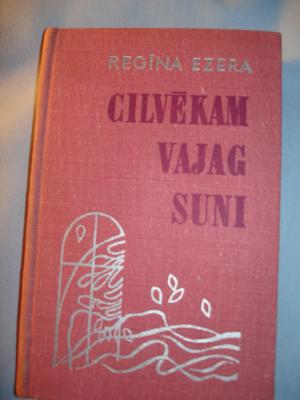 REGĪNA EZERA
CILVĒKAM
VAJAG
SUNI